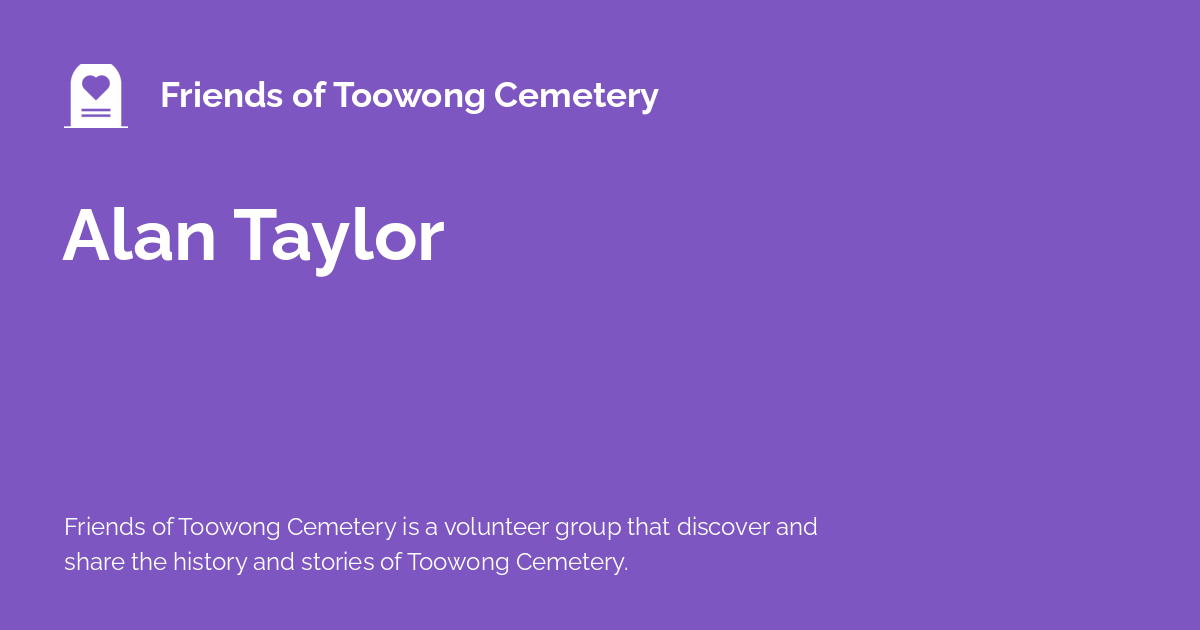 Friends of Toowong Cemetery
Alan Taylor
Friends of Toowong Cemetery is a volunteer group that discover and
share the history and stories of Toowong Cemetery.